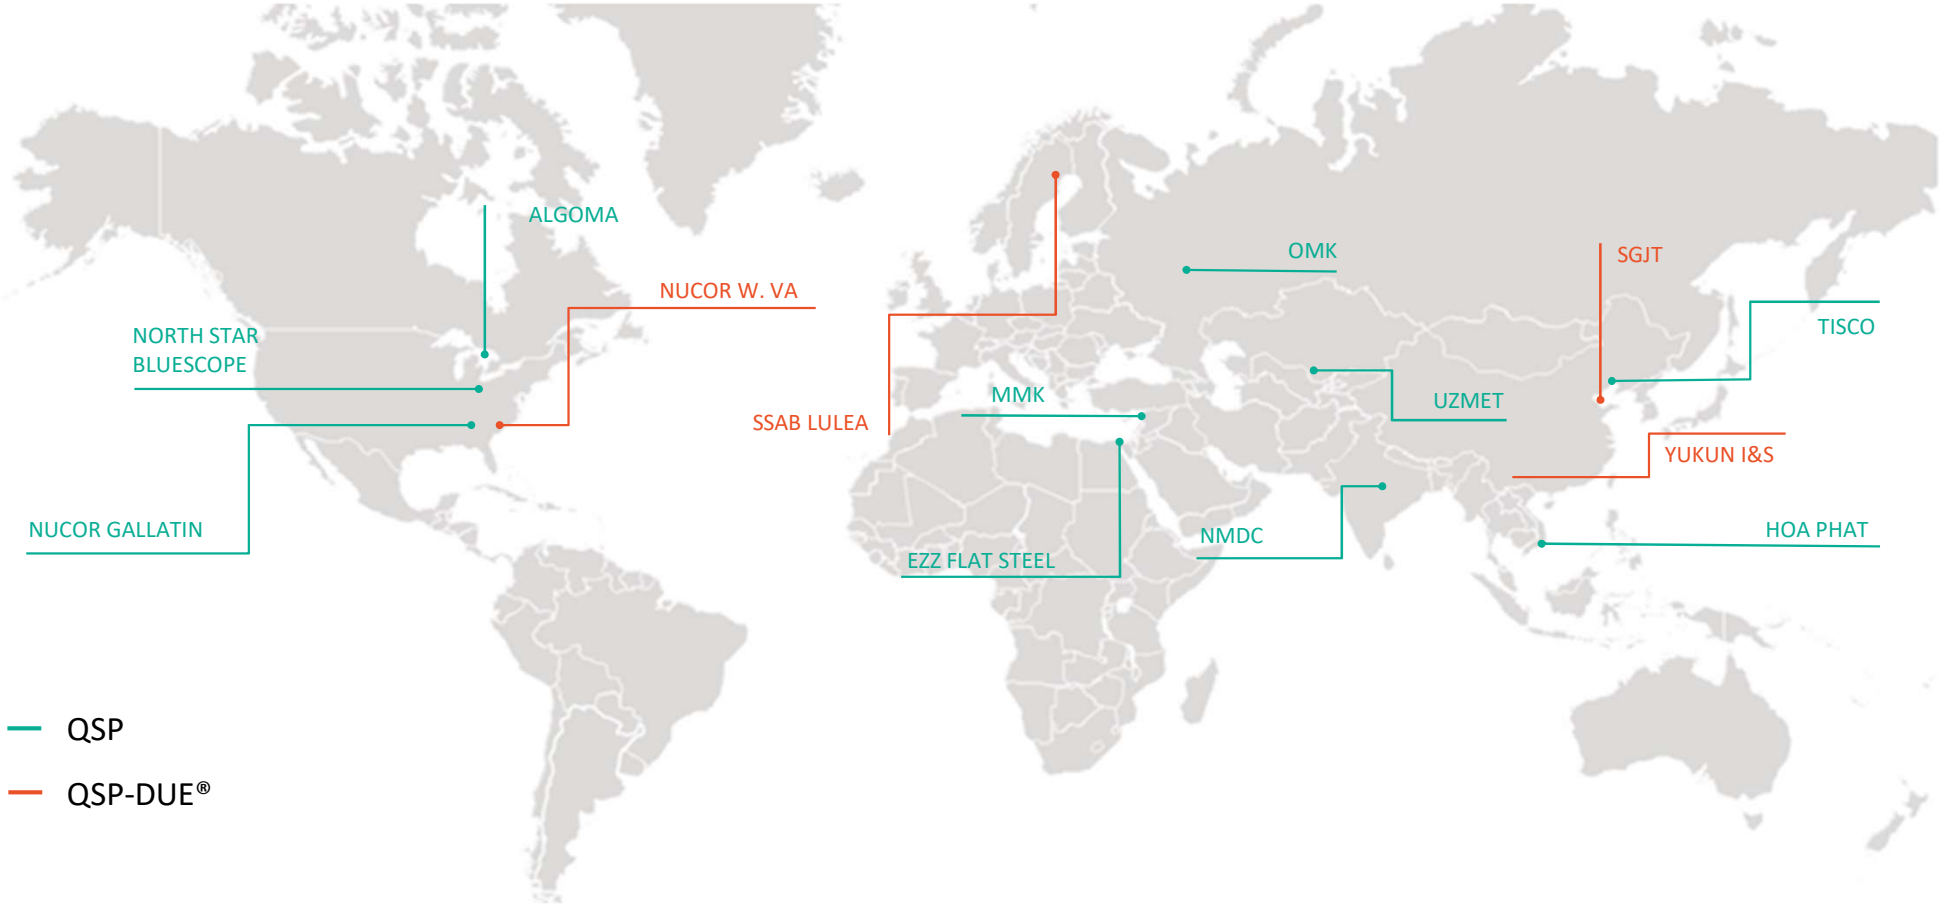 ALGOMA
OMK
SGJT
NUCOR W. VA
TISCO
NORTH STAR
BLUESCOPE
MMK
UZMET
SSAB LULEA
YUKUN I&S
NUCOR GALLATIN
NMDC
HOA PHAT
EZZ FLAT STEEL
QSP
QSP-DUE®